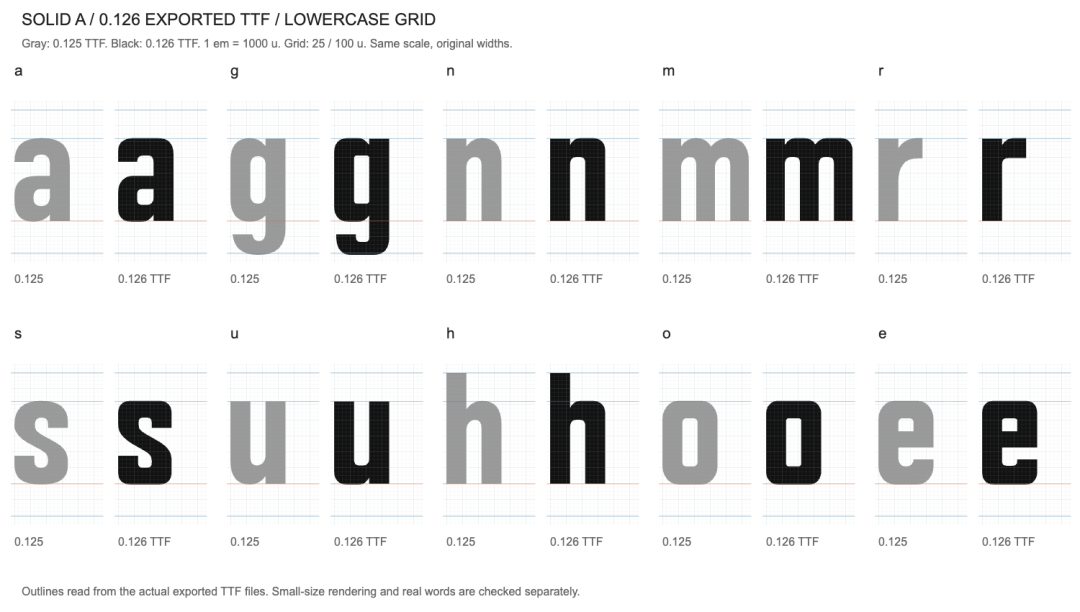 SOLID A / 0.126 EXPORTED TTF / LOWERCASE GRID
Gray: 0.125 TTF. Black: 0.126 TTF. 1 em = 1000 u. Grid: 25 / 100 u. Same scale, original widths.
a g n m r
a a g g n n m m r r
0.125 0.126 TTF 0.125 0.126 TTF 0.125 0.126 TTF 0.125 0.126 TTF 0.125 0.126 TTF
s u h o e
s s u u h h o o e e
0.125 0.126 TTF 0.125 0.126 TTF 0.125 0.126 TTF 0.125 0.126 TTF 0.125 0.126 TTF
Outlines read from the actual exported TTF files. Small-size rendering and real words are checked separately.